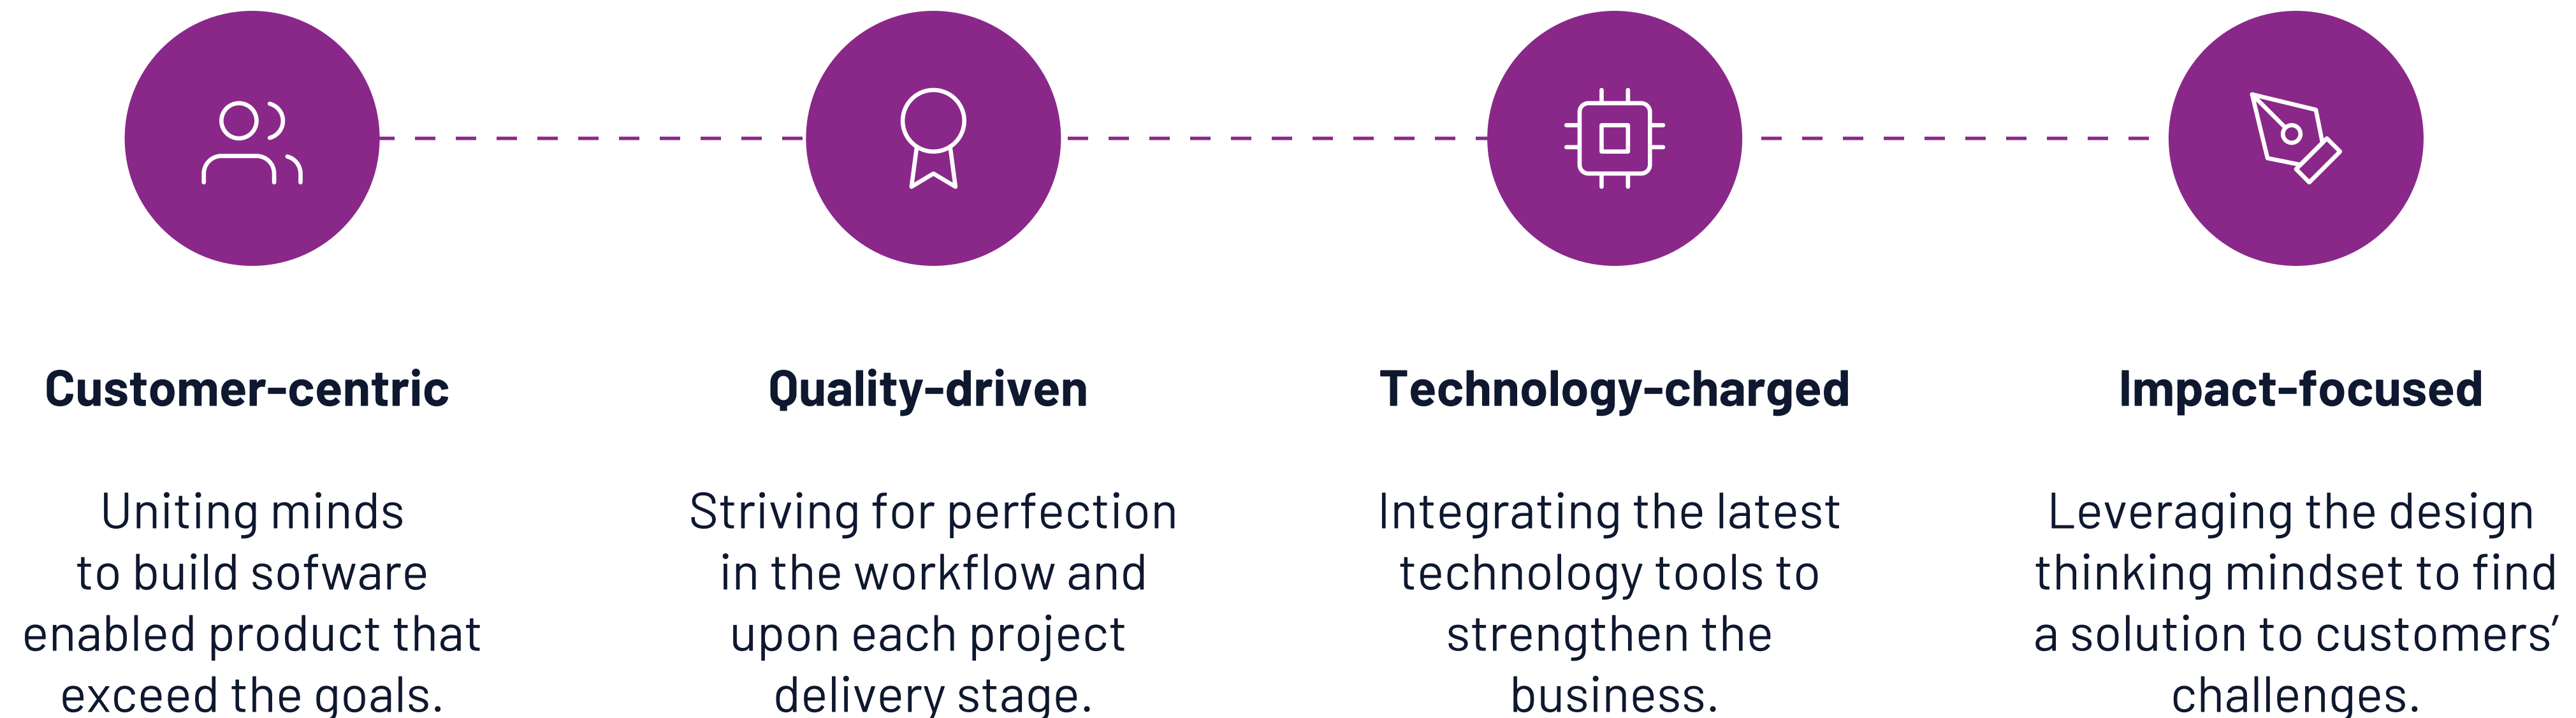 Customer-centric
Uniting minds
to build sofware
enabled product that
exceed the goals.
Quality-driven
Striving for perfection
in the workflow and
upon each project
delivery stage.
Technology-charged
Integrating the latest
technology tools to
strengthen the
business.
Impact-focused
Leveraging the design
thinking mindset to find
a solution to customers’
challenges.